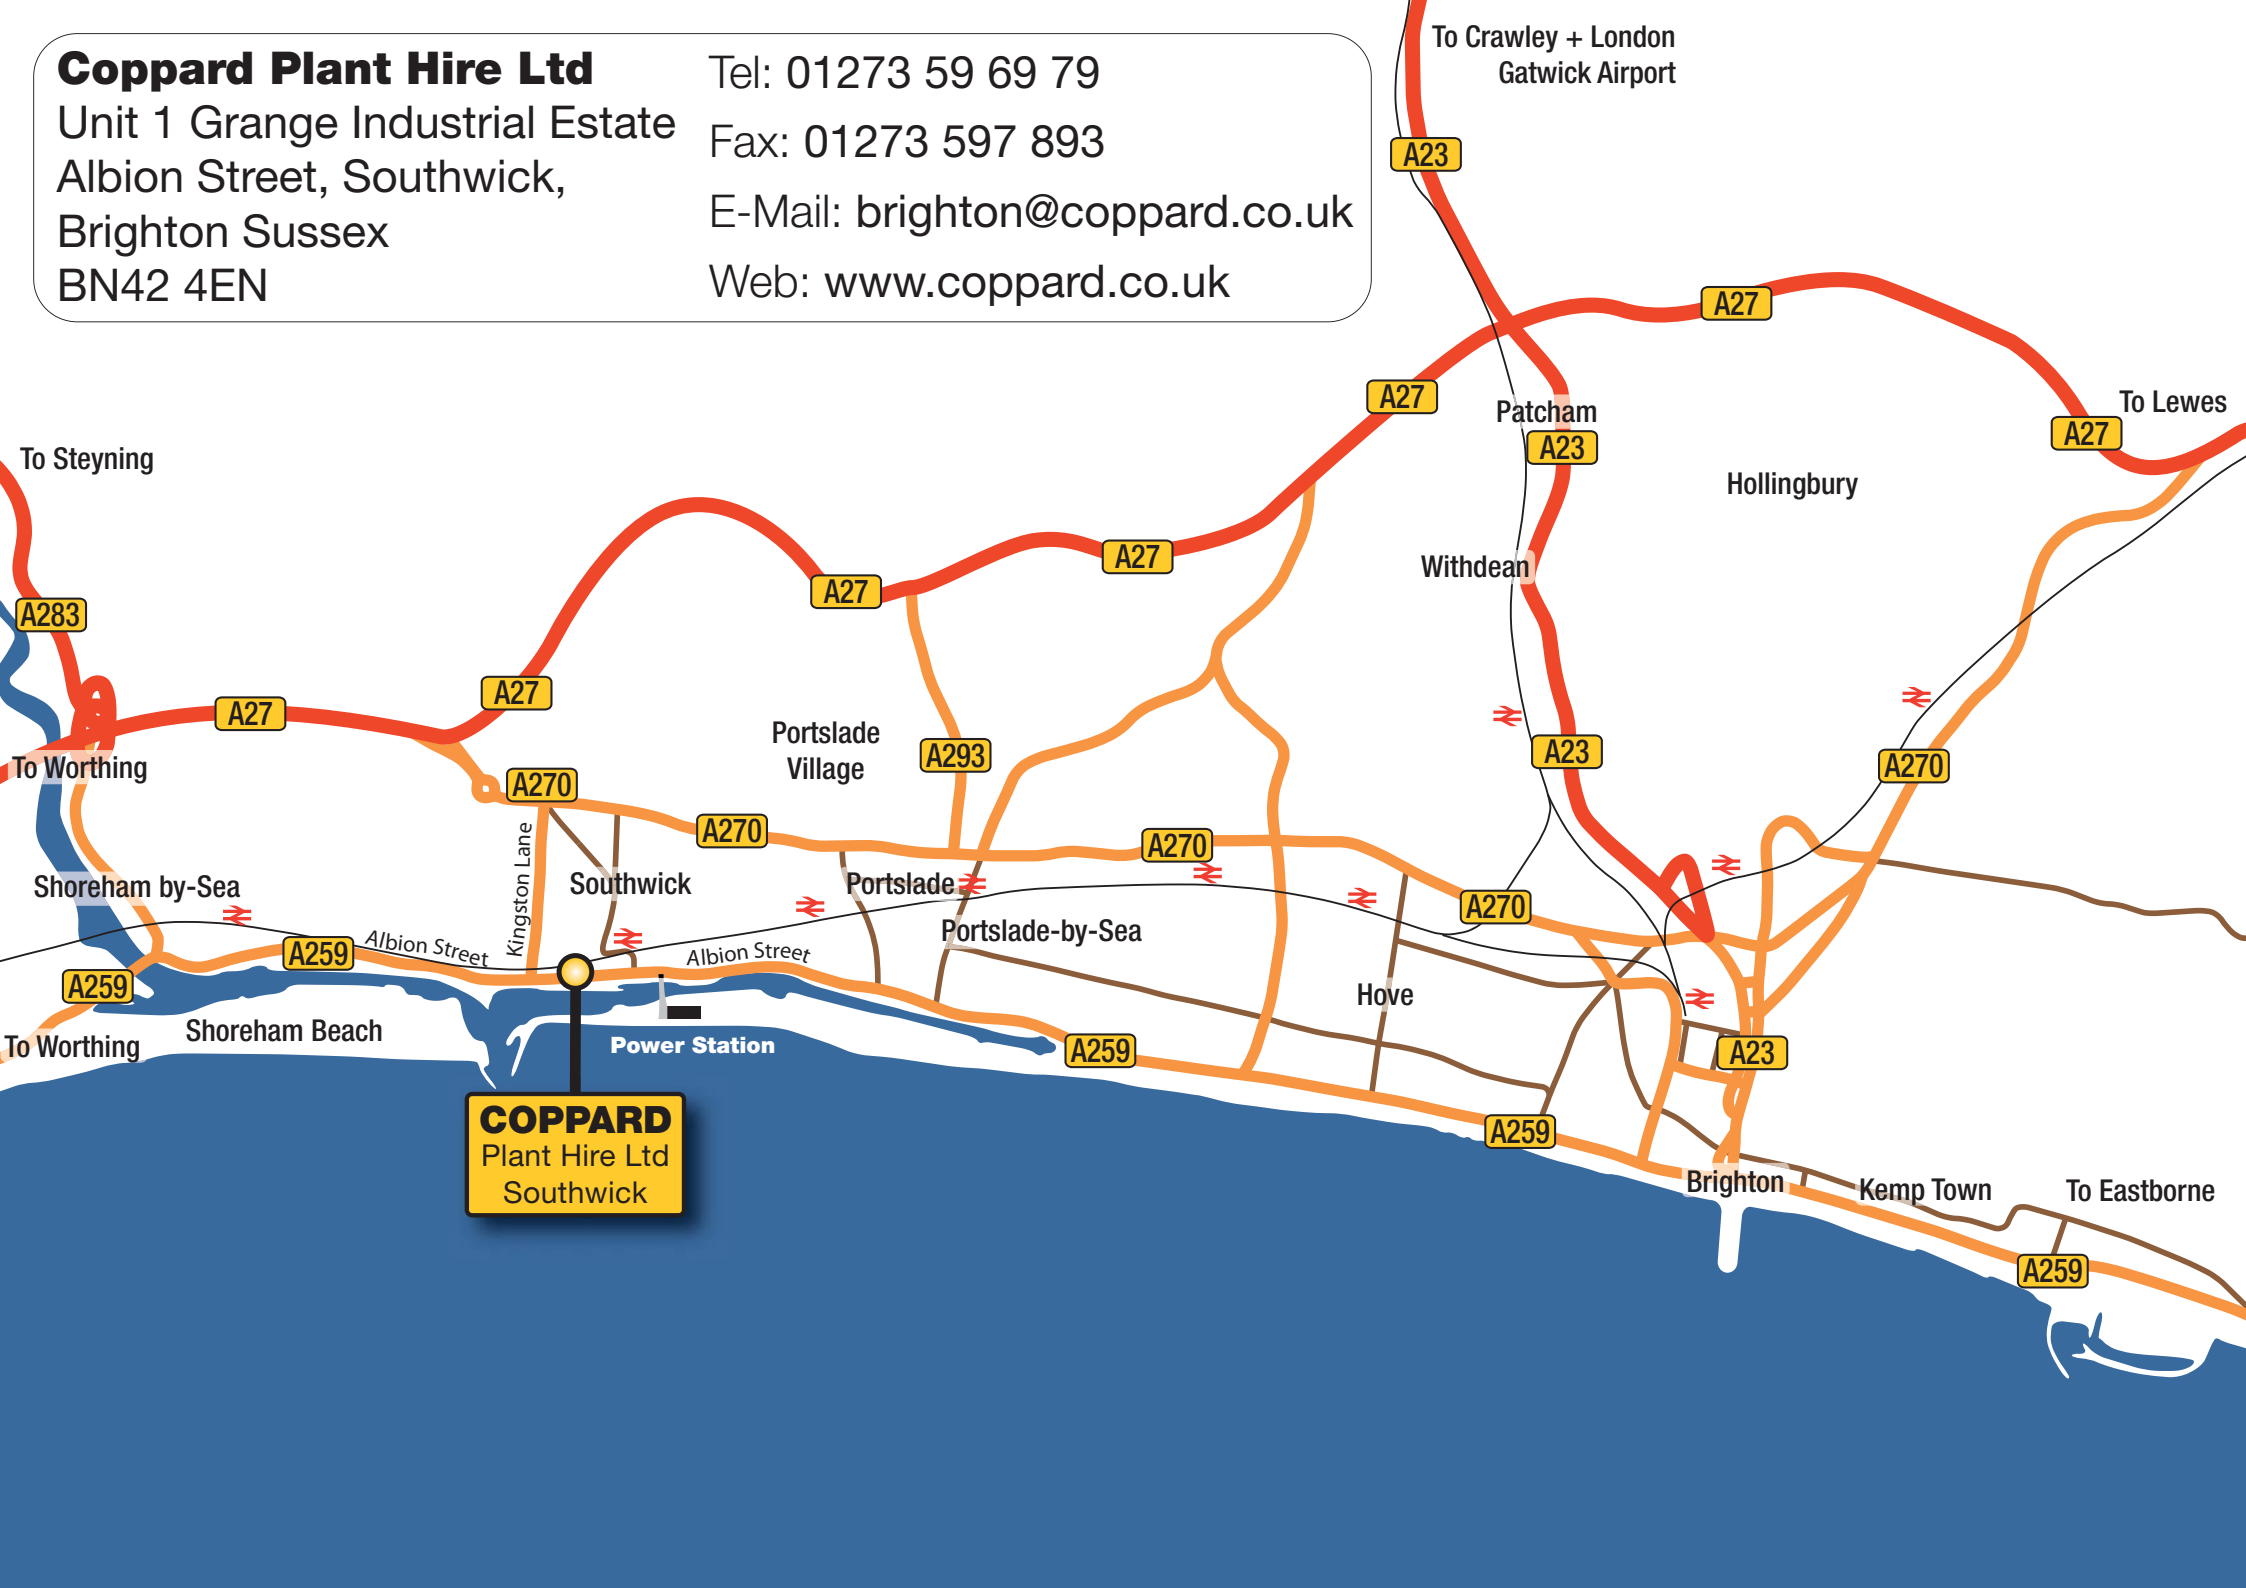 Coppard Plant Hire Ltd
Unit 1 Grange Industrial Estate
Albion Street, Southwick,
Brighton Sussex
BN42 4EN
Tel: 01273 59 69 79
Fax: 01273 597 893
E-Mail: brighton@coppard.co.uk
Web: www.coppard.co.uk
To Crawley + London
Gatwick Airport
A23
A27
A27
To Lewes
Patcham
A23
A27
To Steyning
Hollingbury
A27
Withdean
A27
A283
A27
A27
Portslade
Village
A293
A23
A270
To Worthing
A270
Kingston Lane
A270
A270
Shoreham by-Sea
Southwick
Portslade
A270
Portslade-by-Sea
Albion Street
A259
Albion Street
A259
Hove
Shoreham Beach
To Worthing
Power Station
A259
A23
COPPARD
Plant Hire Ltd
Southwick
A259
Brighton
Kemp Town
To Eastborne
A259